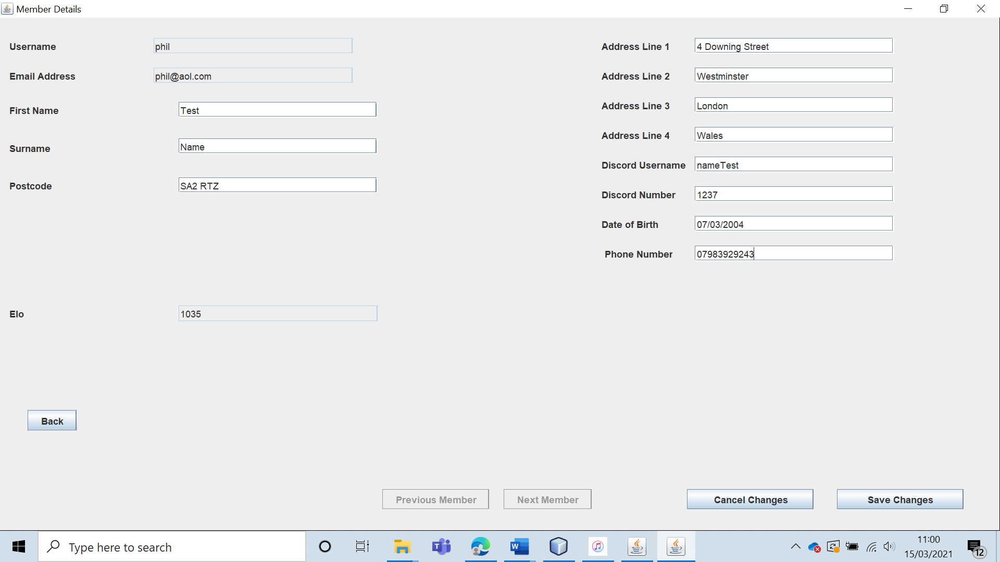 Member Details
Username phil
Email Address phil@aol.com
First Name Test
Surname Name
Postcode SA2 RTZ
Elo 1035
Address Line 1 4 Downing Street
Address Line 2 Westminster
Address Line 3 London
Address Line 4 Wales
Discord Username nameTest
Discord Number 1237
Date of Birth 07/03/2004
Phone Number 07983929243
Back
Previous Member Next Member Cancel Changes Save Changes
Type here to search
T
W
11:00
15/03/2021
12